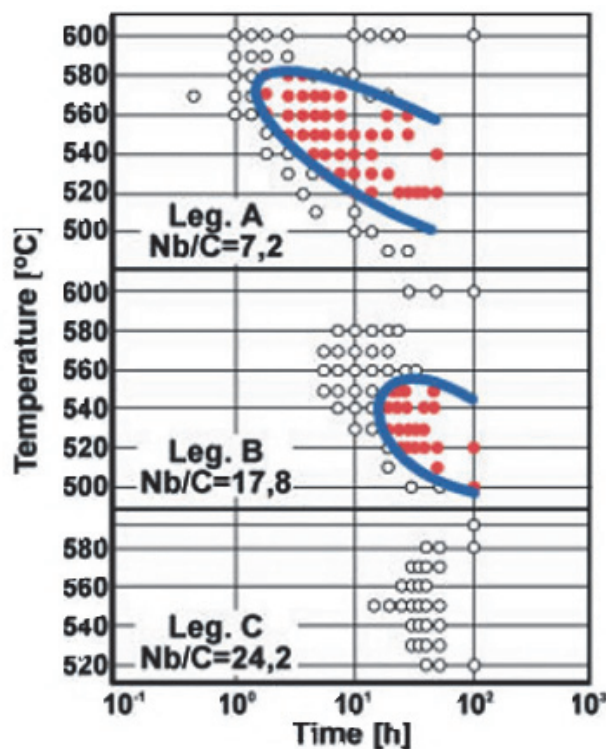 600
580
560
540
520
500
Leg. A
Nb/C=7,2
600
580
560
540
520
500
Leg. B
Nb/C=17,8
580
560
540
520
Leg. C
Nb/C=24,2
Temperature [ºC]
10⁻¹ 10⁰ 10¹ 10² 10³
Time [h]